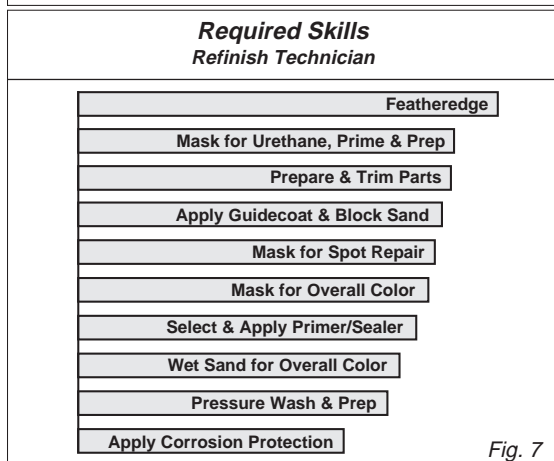 Required Skills
Refinish Technician
Featheredge
Mask for Urethane, Prime & Prep
Prepare & Trim Parts
Apply Guidecoat & Block Sand
Mask for Spot Repair
Mask for Overall Color
Select & Apply Primer/Sealer
Wet Sand for Overall Color
Pressure Wash & Prep
Apply Corrosion Protection
Fig. 7